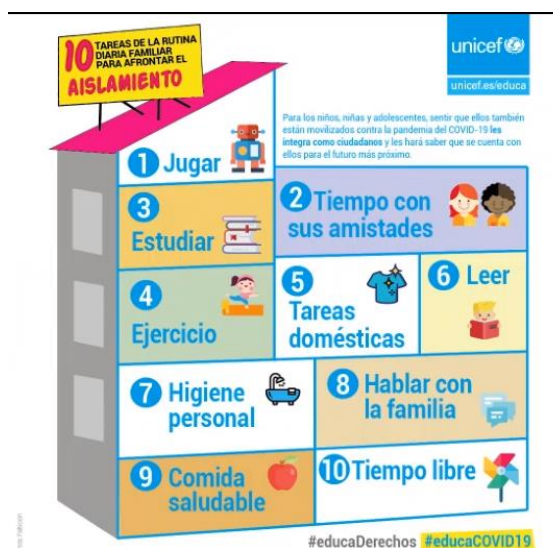 10 TAREAS DE LA RUTINA
DIARIA FAMILIAR
PARA AFRONTAR EL
AISLAMIENTO
unicef
unicef.es/educa
Para los niños, niñas y adolescentes, sentir que ellos también
están movilizados contra la pandemia del COVID-19 les
integra como ciudadanos y les hará saber que se cuenta con
ellos para el futuro más próximo.
1 Jugar
2 Tiempo con
sus amistades
3
Estudiar
4
Ejercicio
5
Tareas
domésticas
6 Leer
7 Higiene
personal
8 Hablar con
la familia
9 Comida
saludable
10 Tiempo libre
#educaDerechos #educaCOVID19